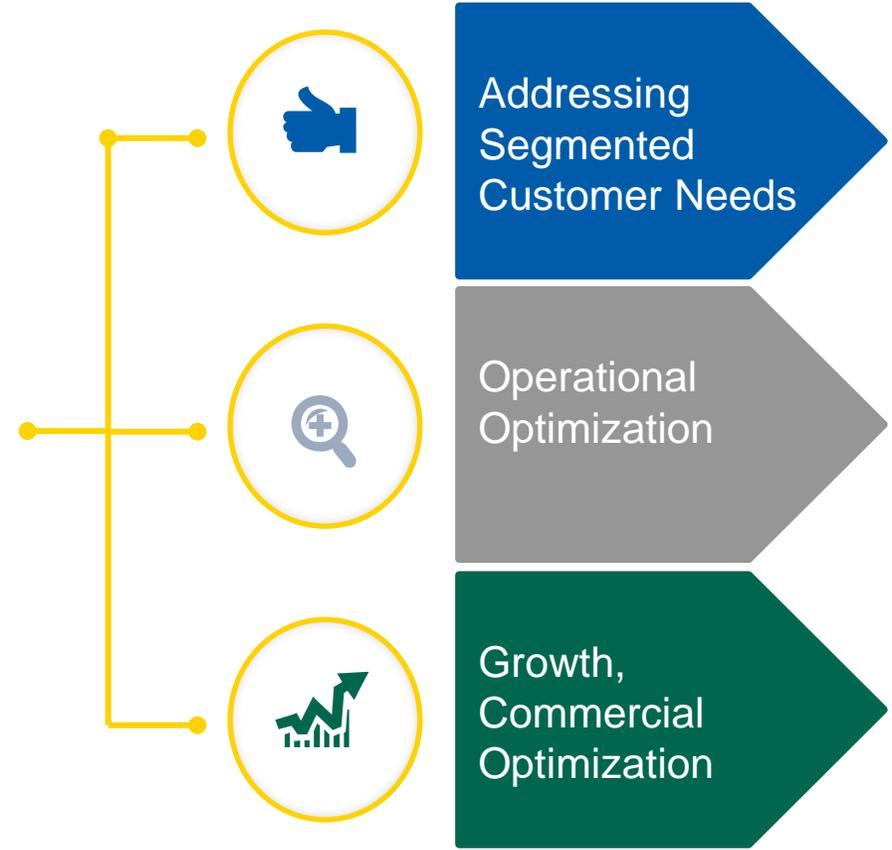 Addressing
Segmented
Customer Needs
Operational
Optimization
Growth,
Commercial
Optimization